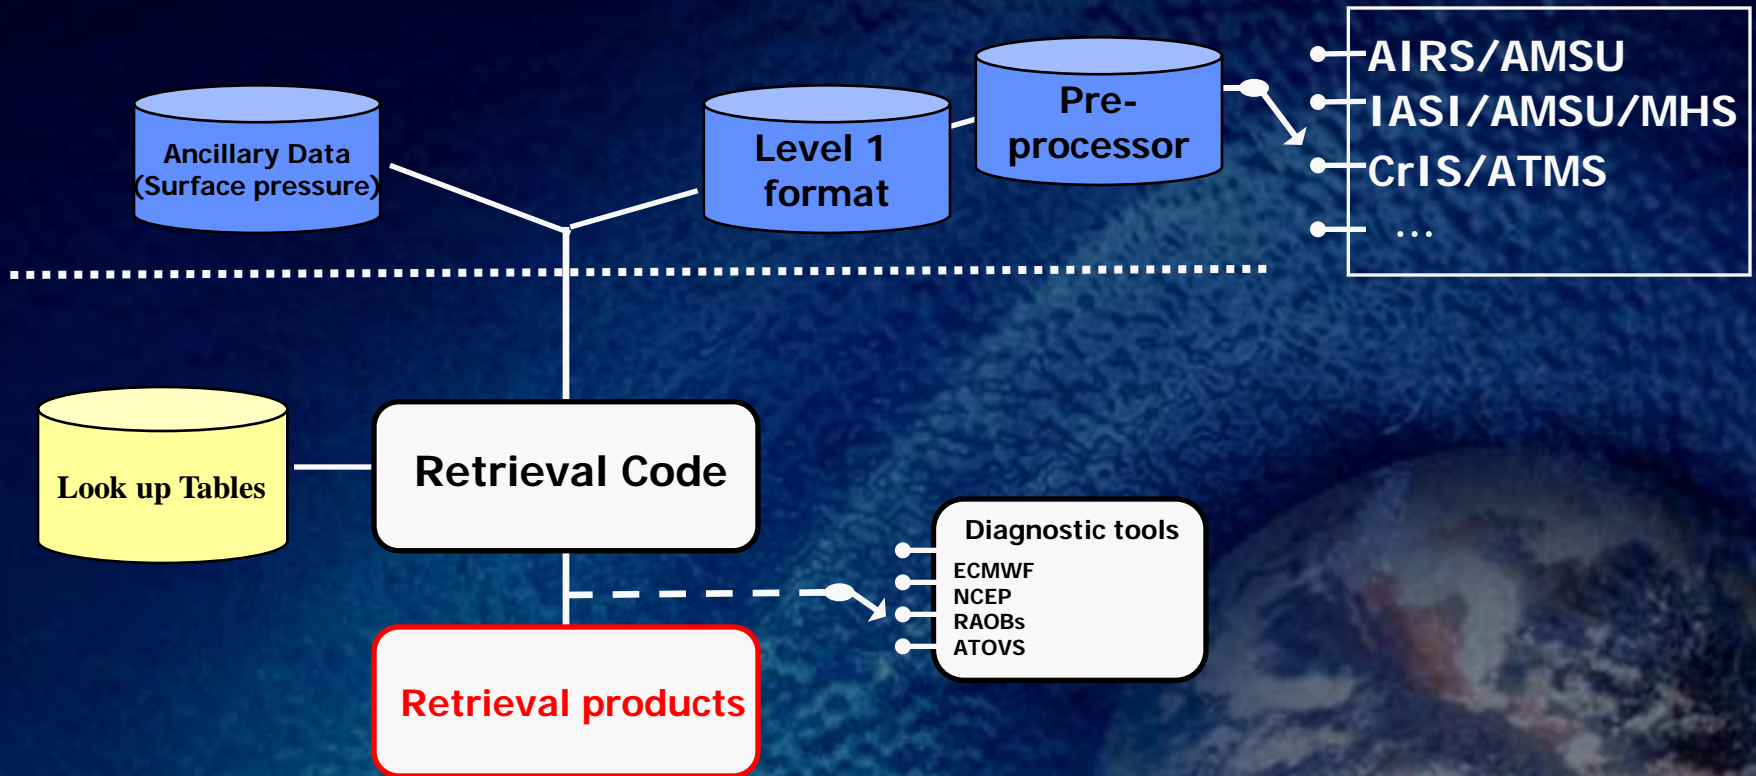 AIRS/AMSU
IASI/AMSU/MHS
CrIS/ATMS
...
Pre-
processor
Level 1
format
Ancillary Data
(Surface pressure)
Look up Tables
Retrieval Code
Diagnostic tools
ECMWF
NCEP
RAOBs
ATOVS
Retrieval products